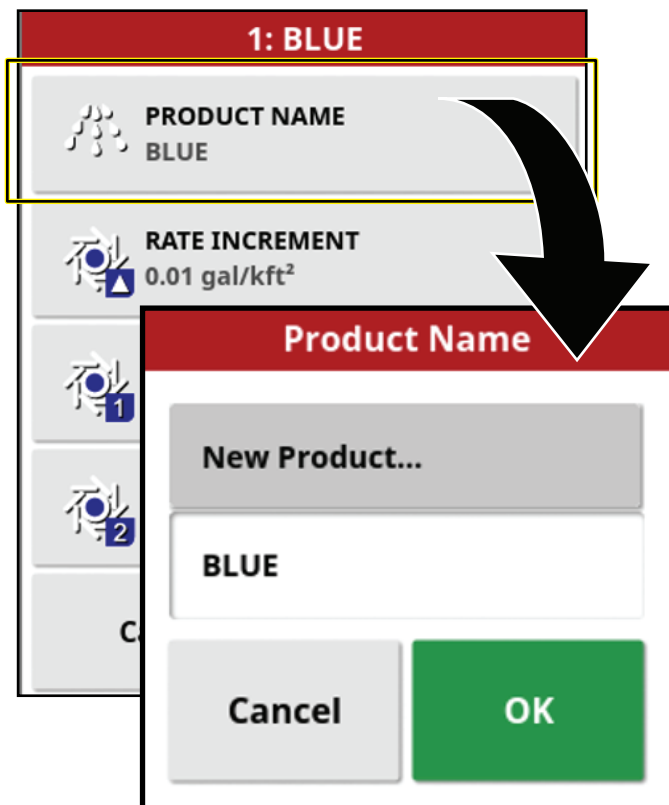 1: BLUE
PRODUCT NAME
BLUE
RATE INCREMENT
0.01 gal/kft²
1
2
Product Name
New Product...
BLUE
Cancel
OK